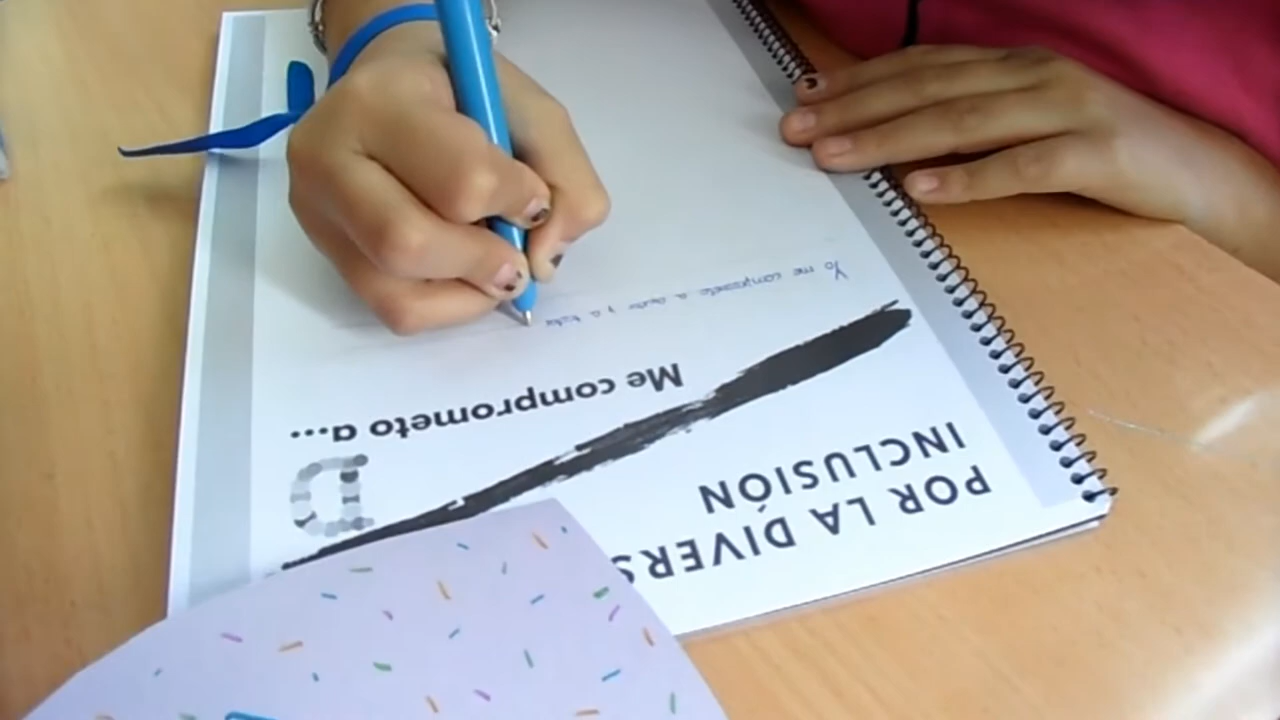 POR LA DIVERS
INCLUSIÓN
Me comprometo a...
Yo me comprometo a y a